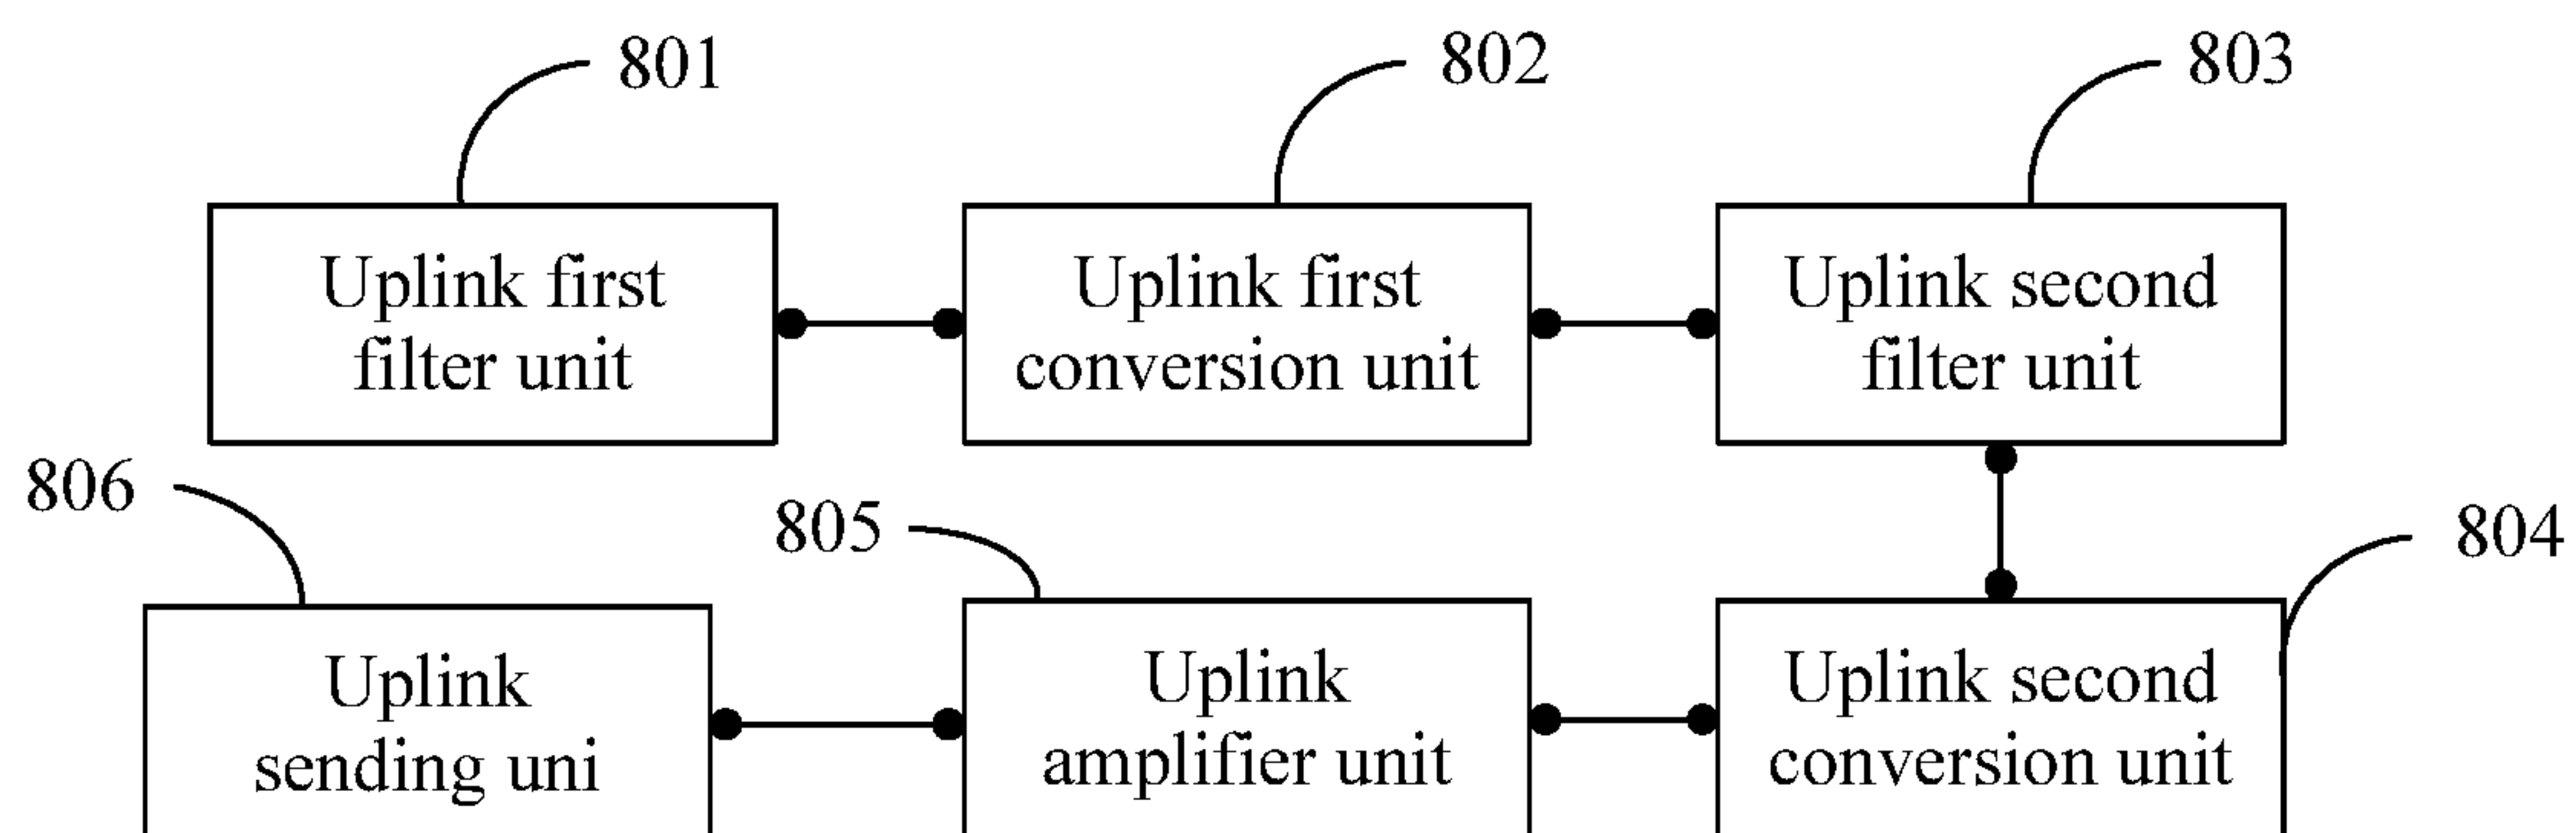 801
802
803
Uplink first
filter unit
Uplink first
conversion unit
Uplink second
filter unit
806
805
804
Uplink
sending uni
Uplink
amplifier unit
Uplink second
conversion unit